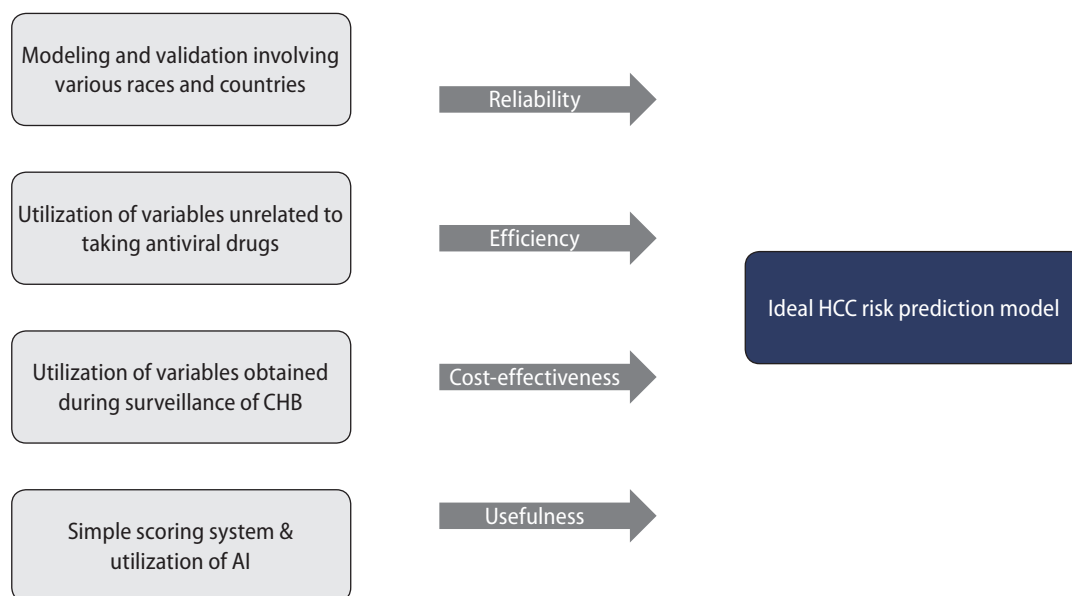 Modeling and validation involving
various races and countries
Reliability
Utilization of variables unrelated to
taking antiviral drugs
Efficiency
Ideal HCC risk prediction model
Utilization of variables obtained
during surveillance of CHB
Cost-effectiveness
Simple scoring system &
utilization of AI
Usefulness